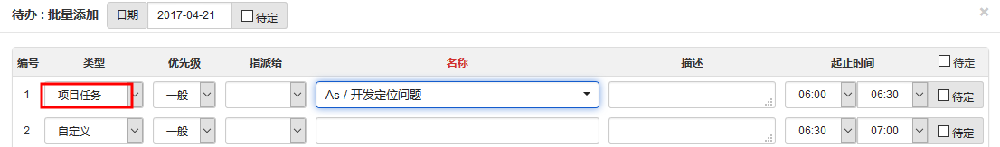 待办 : 批量添加 日期 2017-04-21 待定
编号 类型 优先级 指派给 名称 描述 起止时间 待定
1 项目任务 一般 As / 开发定位问题 06:00 06:30 待定
2 自定义 一般 06:30 07:00 待定